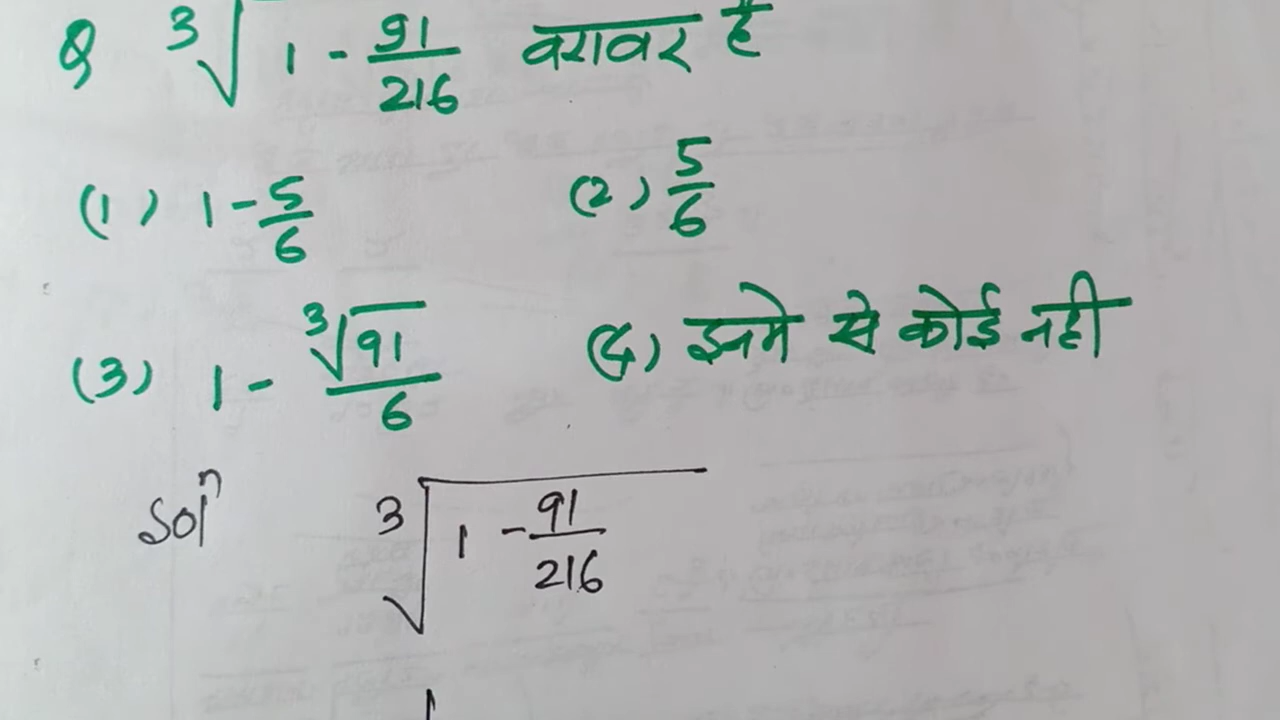 Q ∛(1 - 91/216) बराबर है
(1) 1 - 5/6 (2) 5/6
(3) 1 - ∛91/6 (4) इनमे से कोई नही
Solⁿ ∛(1 - 91/216)